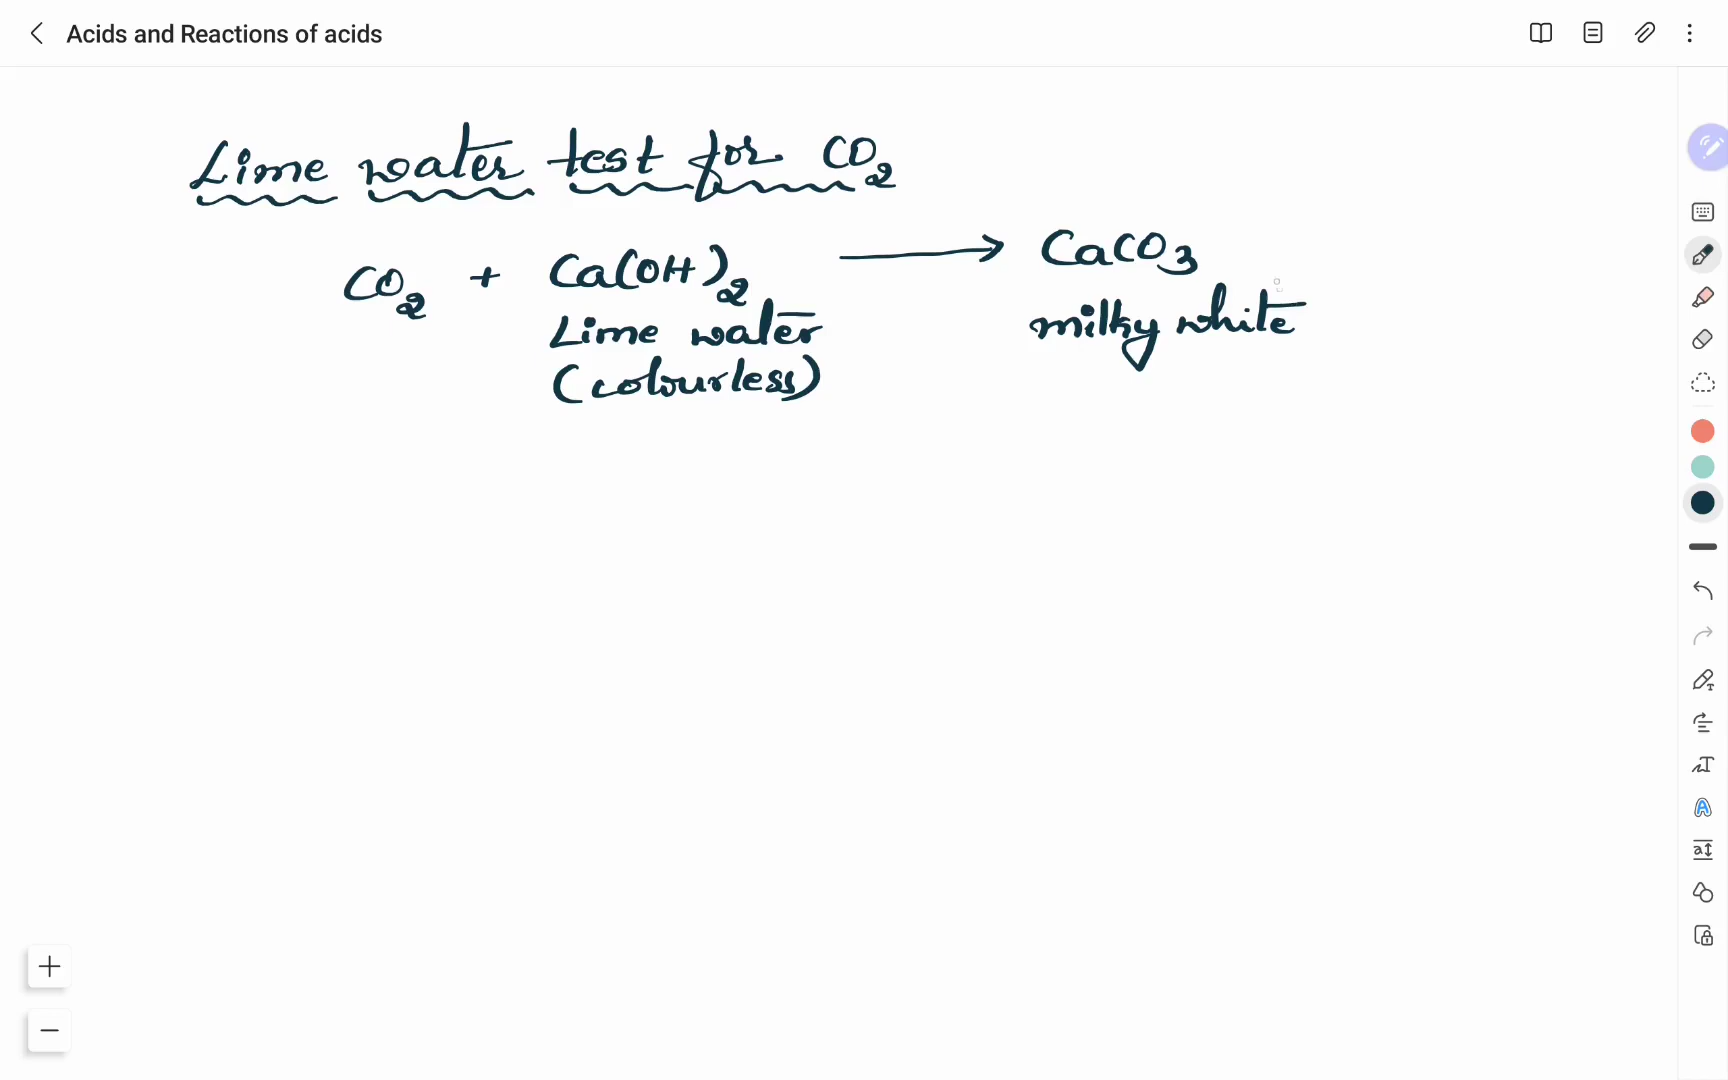 Acids and Reactions of acids
Lime water test for CO₂
CO₂ + Ca(OH)₂ ⟶ CaCO₃
Lime water milky white
(colourless)